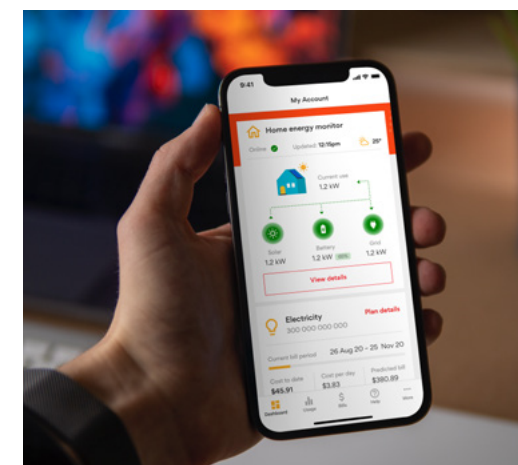 9:41
My Account
Home energy monitor
Online Updated: 12:15pm 25°
Current use
1.2 kW
Solar Battery Grid
1.2 kW 1.2 kW 1.2 kW
View details
Electricity Plan details
300 000 000 000
Current bill period 26 Aug 20 – 25 Nov 20
Cost to date Cost per day Predicted bill
$45.91 $3.83 $380.89
Dashboard Usage Bills Help More